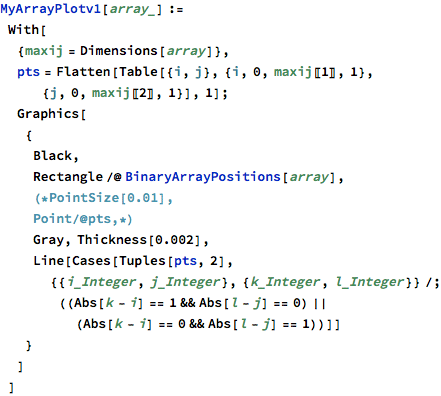 MyArrayPlotv1[array_] :=
With[
{maxij = Dimensions[array]},
pts = Flatten[Table[{i, j}, {i, 0, maxij〚1〛, 1},
{j, 0, maxij〚2〛, 1}], 1];
Graphics[
{
Black,
Rectangle /@ BinaryArrayPositions[array],
(*PointSize[0.01],
Point/@pts,*)
Gray, Thickness[0.002],
Line[Cases[Tuples[pts, 2],
{{i_Integer, j_Integer}, {k_Integer, l_Integer}} /;
((Abs[k - i] == 1 && Abs[l - j] == 0) ||
(Abs[k - i] == 0 && Abs[l - j] == 1))]]
}
]
]